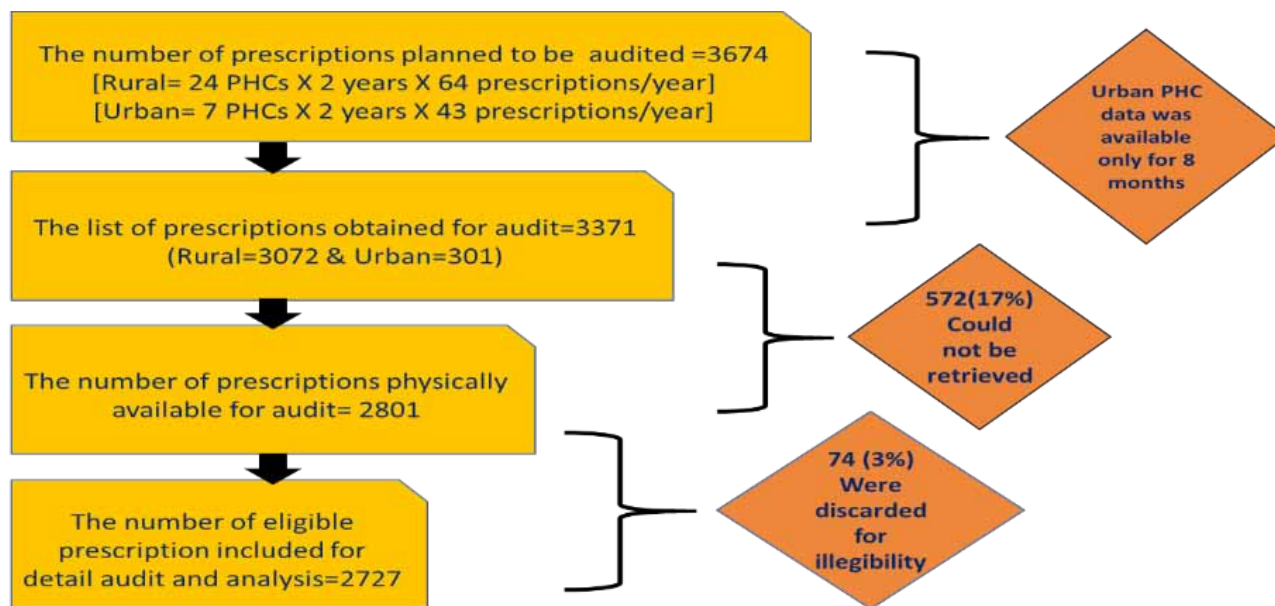 The number of prescriptions planned to be audited =3674
[Rural= 24 PHCs X 2 years X 64 prescriptions/year]
[Urban= 7 PHCs X 2 years X 43 prescriptions/year]
Urban PHC
data was
available
only for 8
months
The list of prescriptions obtained for audit=3371
(Rural=3072 & Urban=301)
572(17%)
Could
not be
retrieved
The number of prescriptions physically
available for audit= 2801
74 (3%)
Were
discarded
for
illegibility
The number of eligible
prescription included for
detail audit and analysis=2727